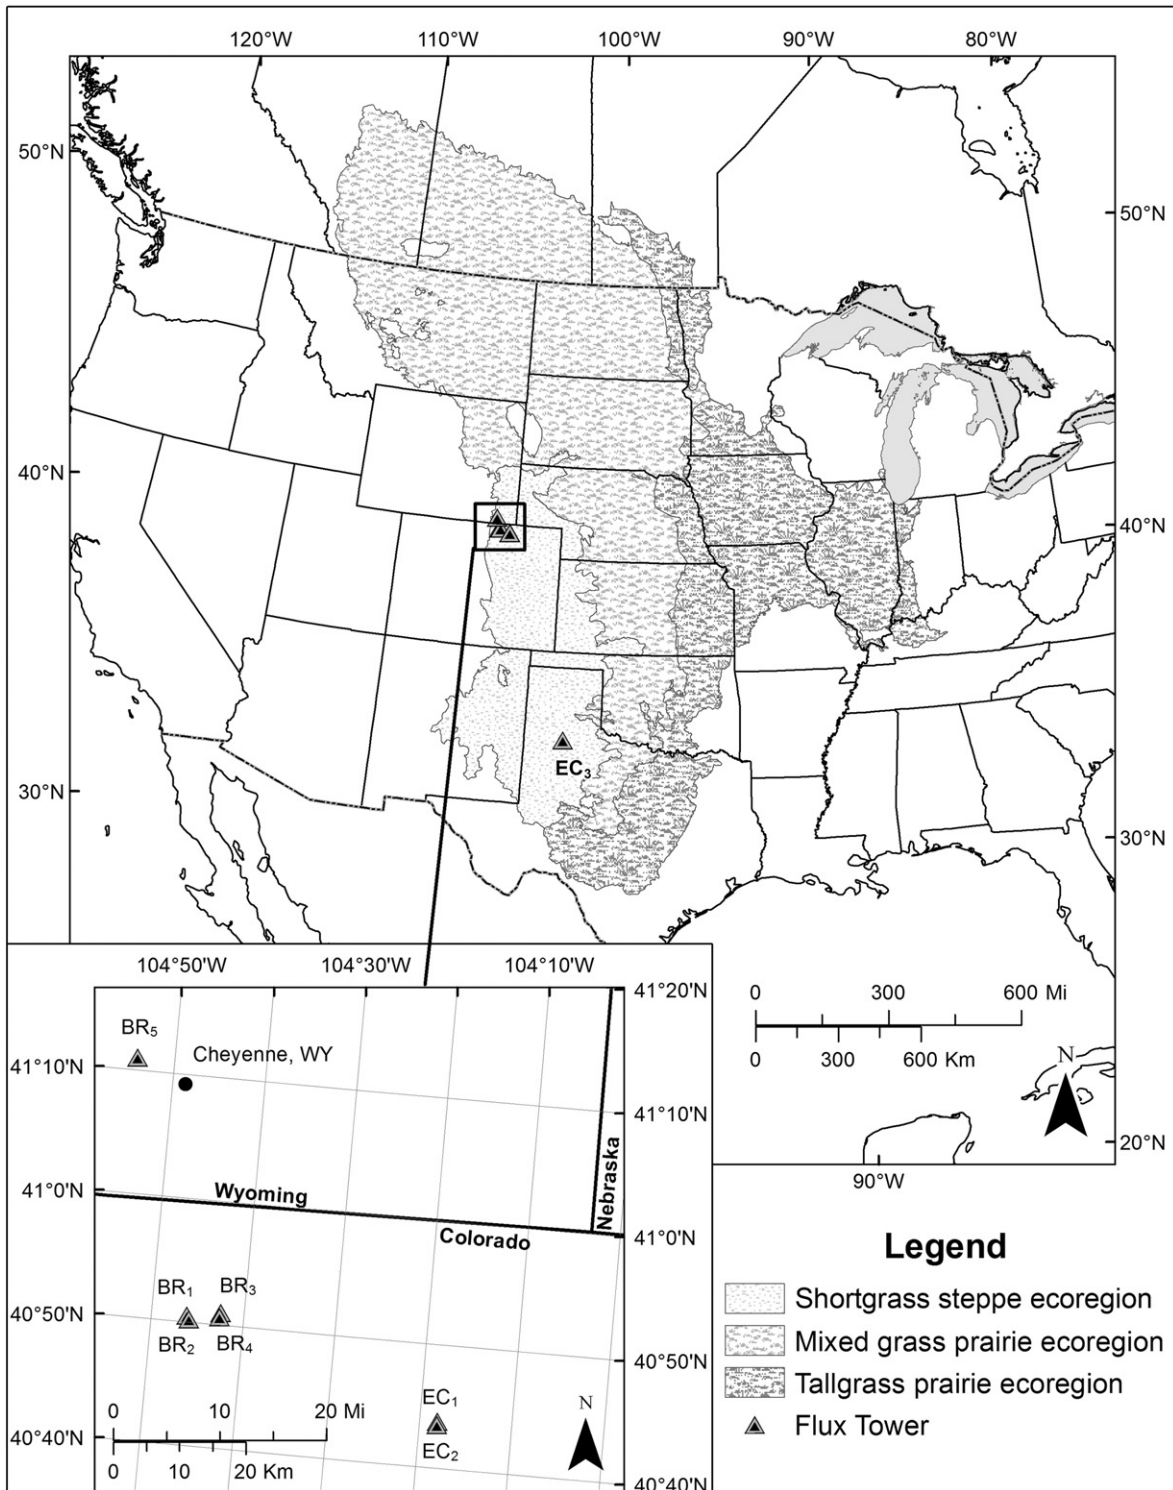 120°W 110°W 100°W 90°W 80°W
50°N
50°N
40°N
40°N
30°N
30°N
20°N
90°W
EC₃
0 300 600 Mi
0 300 600 Km
N
104°50'W 104°30'W 104°10'W
41°20'N
41°10'N
41°10'N
41°0'N
41°0'N
40°50'N
40°50'N
40°40'N
40°40'N
BR₅
Cheyenne, WY
Wyoming
Nebraska
Colorado
BR₁ BR₃
BR₂ BR₄
EC₁
EC₂
0 10 20 Mi
0 10 20 Km
N
Legend
Shortgrass steppe ecoregion
Mixed grass prairie ecoregion
Tallgrass prairie ecoregion
Flux Tower